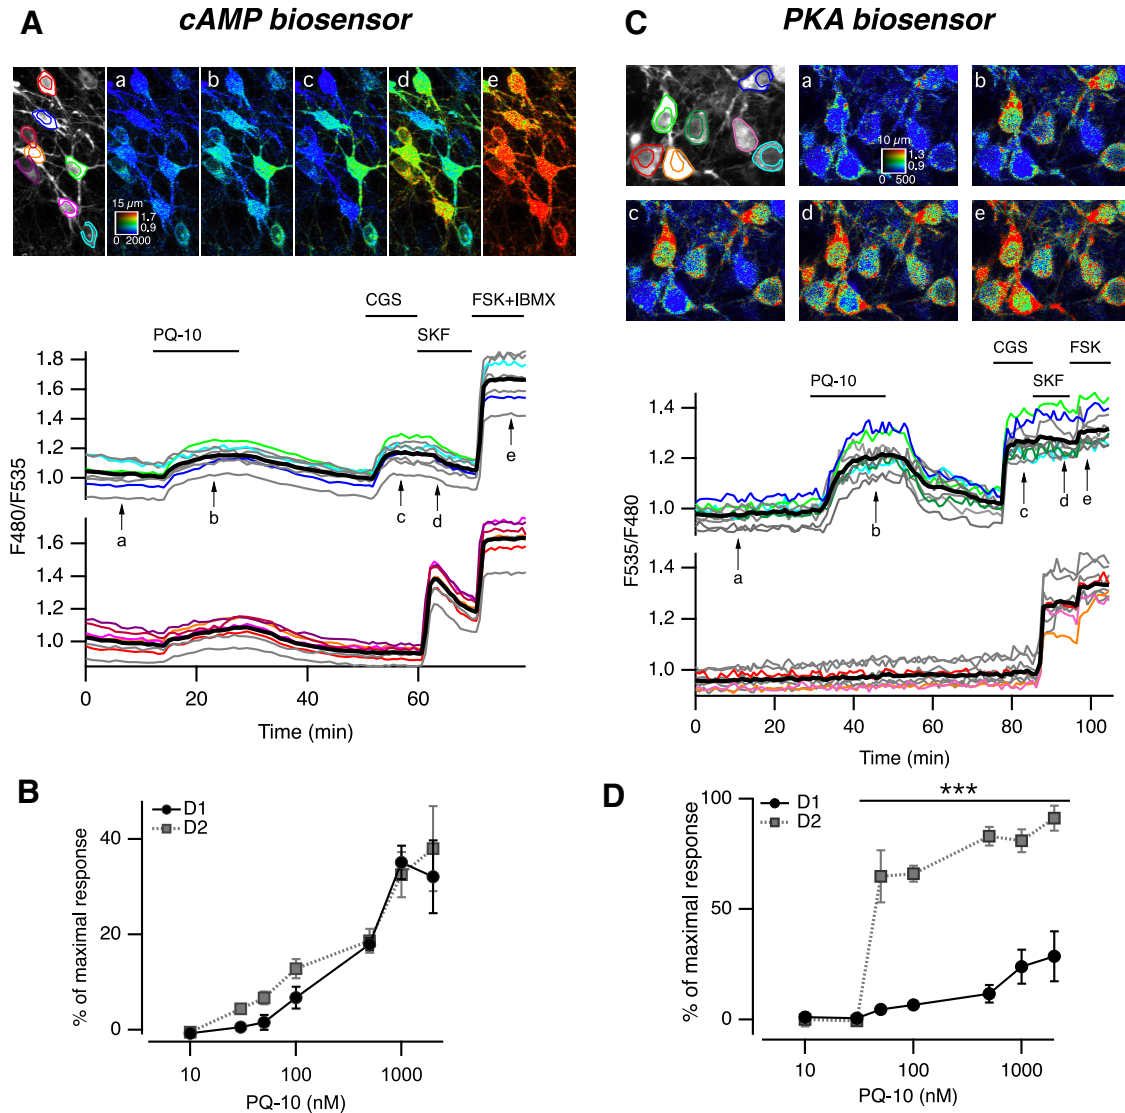 A
cAMP biosensor
a
b
c
d
e
15 µm
1.7
0.9
0 2000
CGS
FSK+IBMX
PQ-10
SKF
1.8
1.6
1.4
1.2
1.0
a
b
c
d
e
F480/F535
1.6
1.4
1.2
1.0
0
20
40
60
Time (min)
B
D1
D2
40
20
0
% of maximal response
10
100
1000
PQ-10 (nM)
C
PKA biosensor
a
b
10 µm
1.3
0.9
0 500
c
d
e
CGS
FSK
PQ-10
SKF
1.4
1.2
1.0
a
b
c
d
e
F535/F480
1.4
1.2
1.0
0
20
40
60
80
100
Time (min)
D
D1
D2
***
100
50
0
% of maximal response
10
100
1000
PQ-10 (nM)